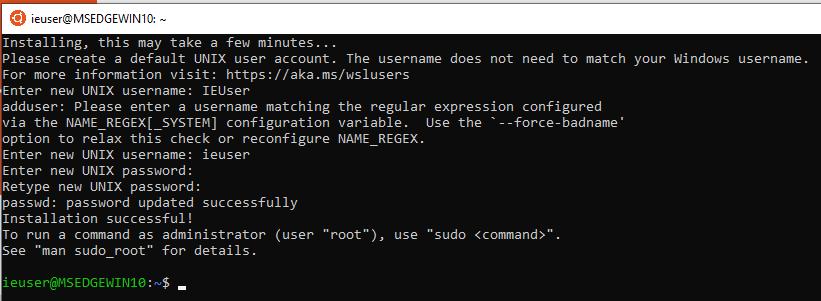 ieuser@MSEDGEWIN10: ~
Installing, this may take a few minutes...
Please create a default UNIX user account. The username does not need to match your Windows username.
For more information visit: https://aka.ms/wslusers
Enter new UNIX username: IEUser
adduser: Please enter a username matching the regular expression configured
via the NAME_REGEX[_SYSTEM] configuration variable.  Use the `--force-badname'
option to relax this check or reconfigure NAME_REGEX.
Enter new UNIX username: ieuser
Enter new UNIX password:
Retype new UNIX password:
passwd: password updated successfully
Installation successful!
To run a command as administrator (user "root"), use "sudo <command>".
See "man sudo_root" for details.
ieuser@MSEDGEWIN10:~$